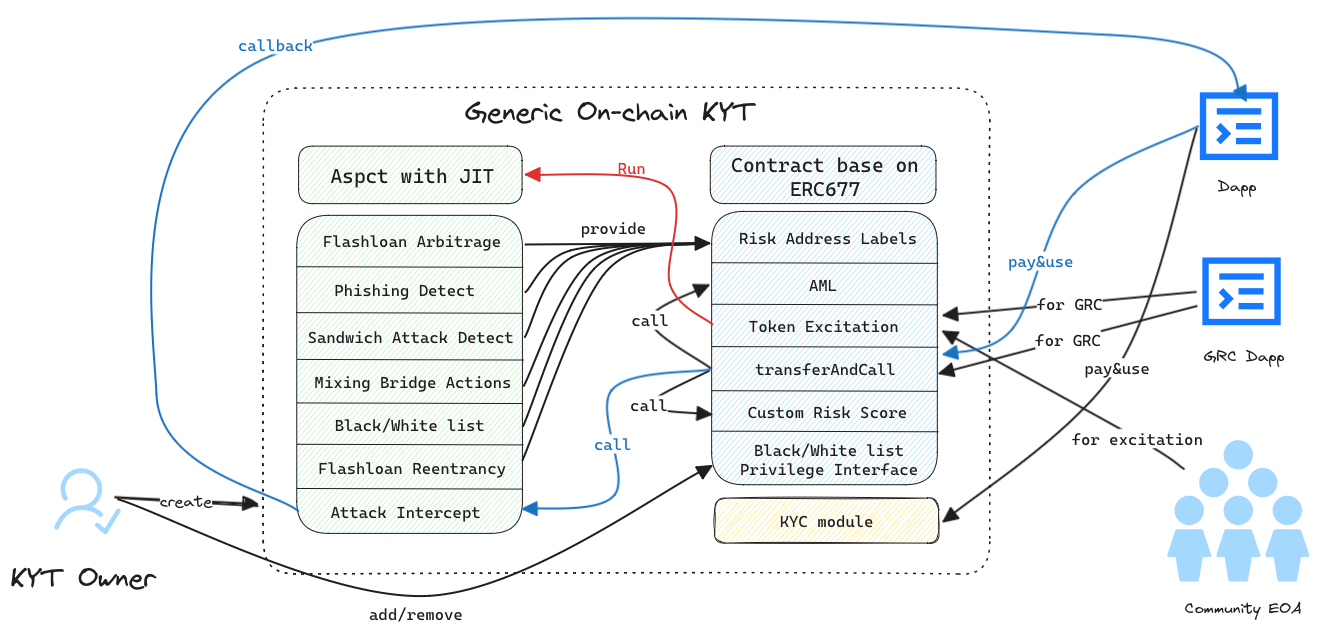 callback
Generic On-chain KYT
Aspct with JIT
Run
Contract base on
ERC677
Dapp
Flashloan Arbitrage
provide
Risk Address Labels
Phishing Detect
AML
pay&use
Sandwich Attack Detect
call
Token Excitation
for GRC
for GRC
GRC Dapp
Mixing Bridge Actions
transferAndCall
pay&use
Black/White list
call
Custom Risk Score
call
for excitation
Flashloan Reentrancy
Black/White list
Privilege Interface
create
Attack Intercept
KYC module
KYT Owner
add/remove
Community EOA